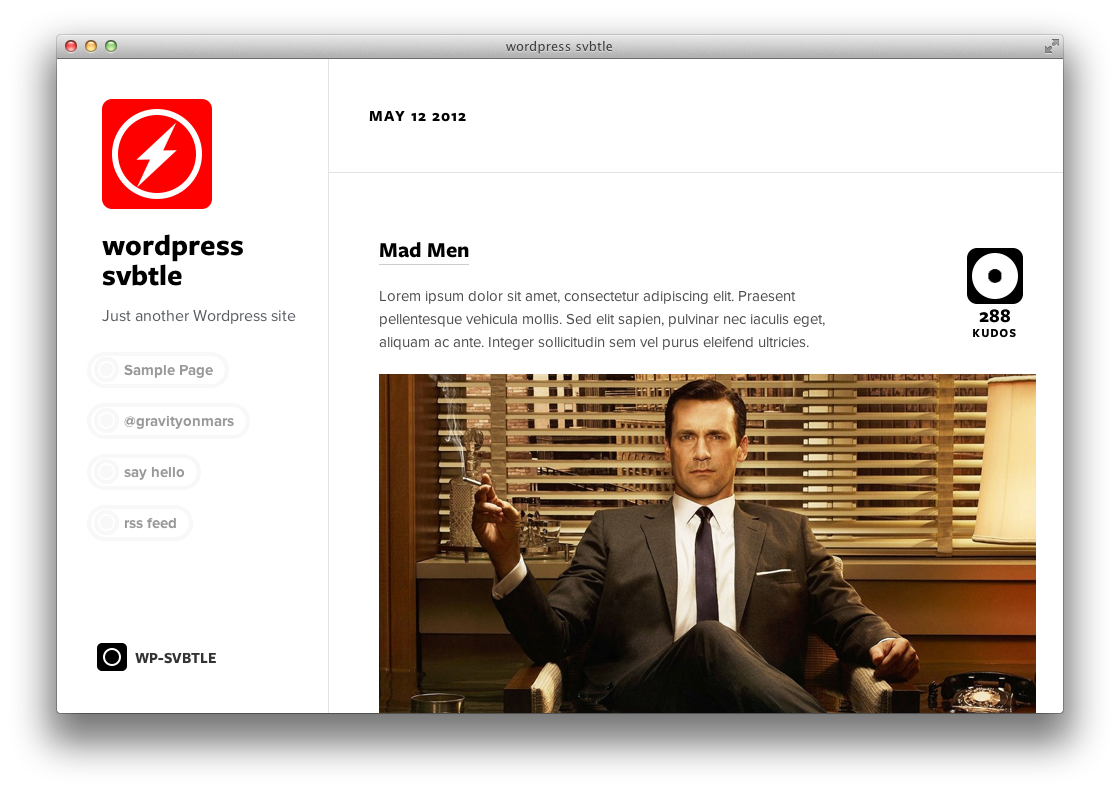 wordpress svbtle
wordpress
svbtle
Just another Wordpress site
Sample Page
@gravityonmars
say hello
rss feed
WP-SVBTLE
MAY 12 2012
Mad Men
Lorem ipsum dolor sit amet, consectetur adipiscing elit. Praesent
pellentesque vehicula mollis. Sed elit sapien, pulvinar nec iaculis eget,
aliquam ac ante. Integer sollicitudin sem vel purus eleifend ultricies.
288
KUDOS